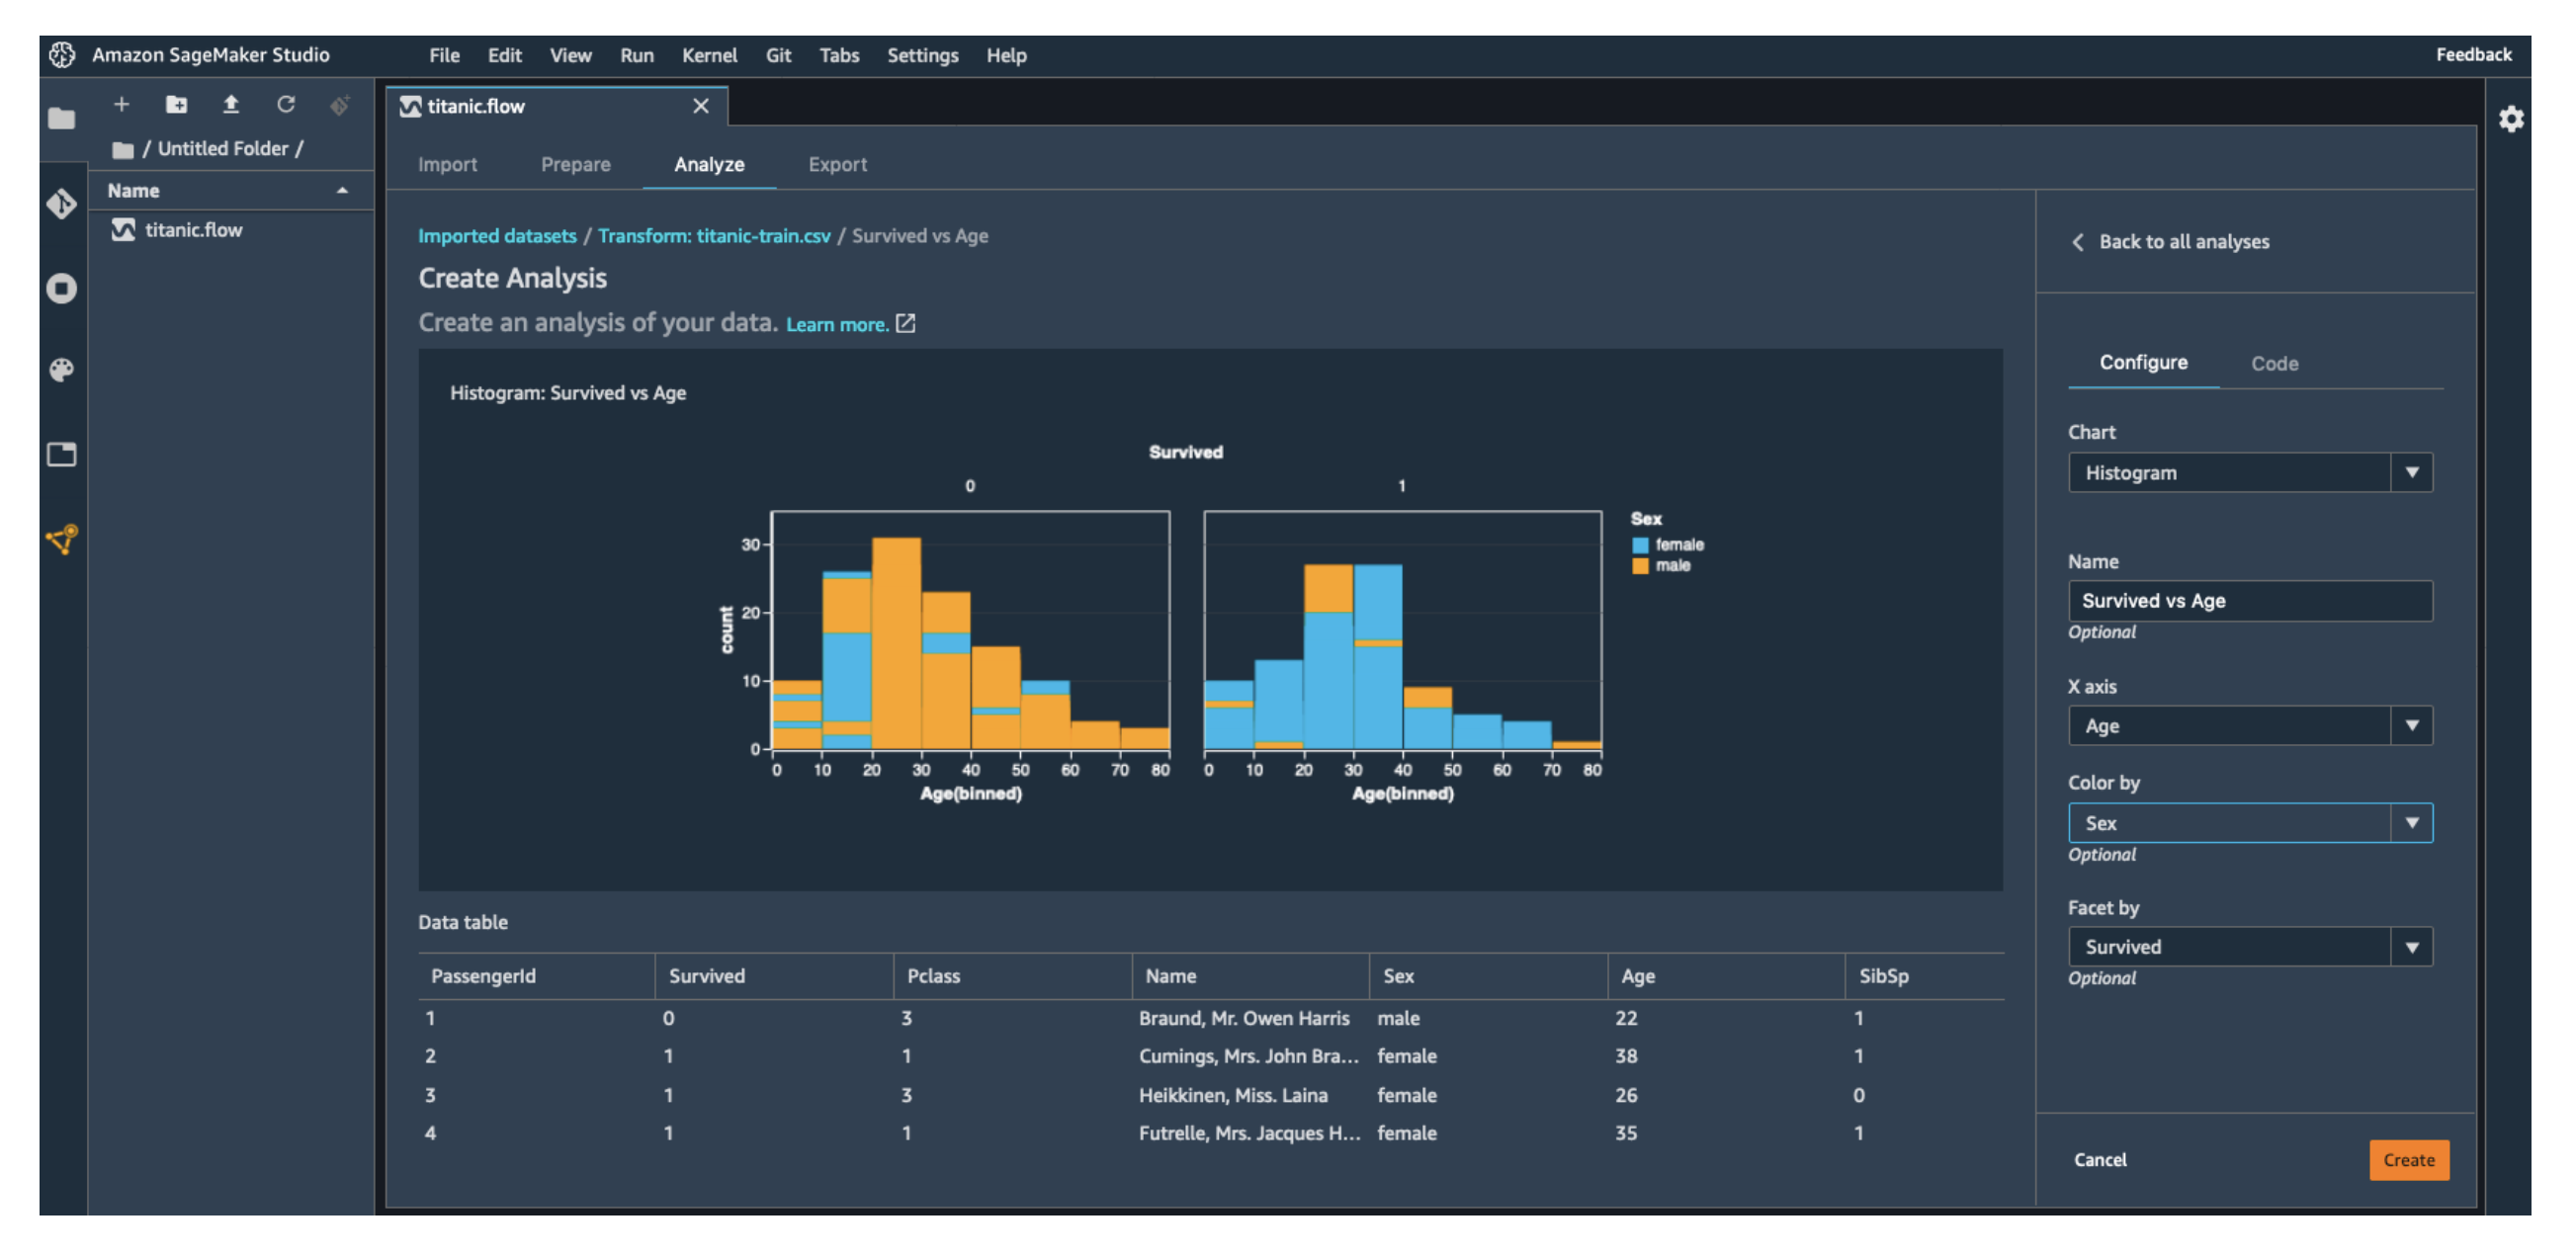 Amazon SageMaker Studio File Edit View Run Kernel Git Tabs Settings Help Feedback
titanic.flow
/ Untitled Folder /
Name
titanic.flow
Import Prepare Analyze Export
Imported datasets / Transform: titanic-train.csv / Survived vs Age
Create Analysis
Create an analysis of your data. Learn more.
Histogram: Survived vs Age
Survived
0 1
30
20
10
0
count
0 10 20 30 40 50 60 70 80
Age(binned)
0 10 20 30 40 50 60 70 80
Age(binned)
Sex
female
male
Data table
PassengerId Survived Pclass Name Sex Age SibSp
1 0 3 Braund, Mr. Owen Harris male 22 1
2 1 1 Cumings, Mrs. John Bra... female 38 1
3 1 3 Heikkinen, Miss. Laina female 26 0
4 1 1 Futrelle, Mrs. Jacques H... female 35 1
Back to all analyses
Configure Code
Chart
Histogram
Name
Survived vs Age
Optional
X axis
Age
Color by
Sex
Optional
Facet by
Survived
Optional
Cancel Create